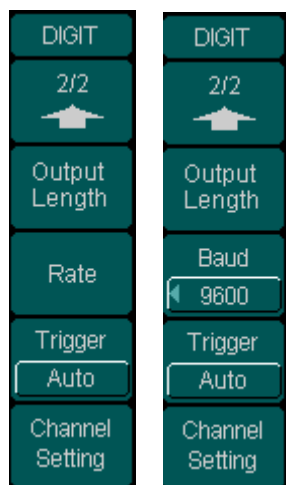 DIGIT
2/2
Output
Length
Rate
Trigger
Auto
Channel
Setting
DIGIT
2/2
Output
Length
Baud
9600
Trigger
Auto
Channel
Setting